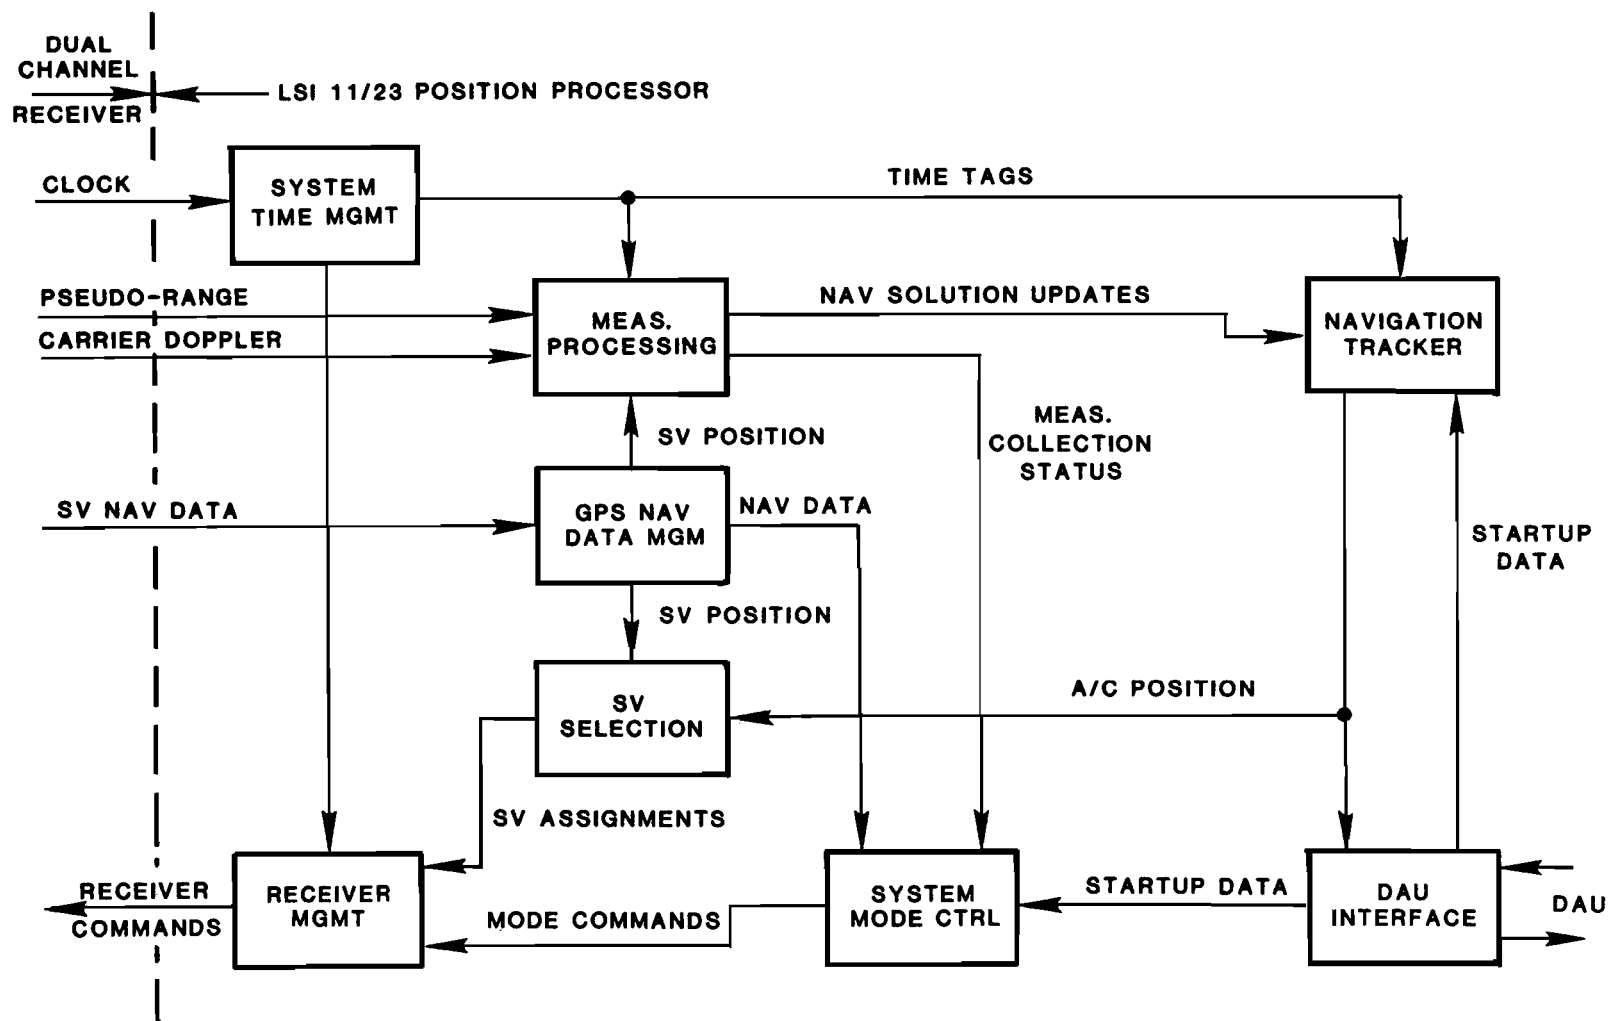 DUAL
CHANNEL
RECEIVER
LSI 11/23 POSITION PROCESSOR
CLOCK
SYSTEM
TIME MGMT
TIME TAGS
PSEUDO-RANGE
CARRIER DOPPLER
MEAS.
PROCESSING
NAV SOLUTION UPDATES
NAVIGATION
TRACKER
MEAS.
COLLECTION
STATUS
SV POSITION
SV NAV DATA
GPS NAV
DATA MGM
NAV DATA
STARTUP
DATA
SV POSITION
SV
SELECTION
A/C POSITION
SV ASSIGNMENTS
RECEIVER
COMMANDS
RECEIVER
MGMT
MODE COMMANDS
SYSTEM
MODE CTRL
STARTUP DATA
DAU
INTERFACE
DAU